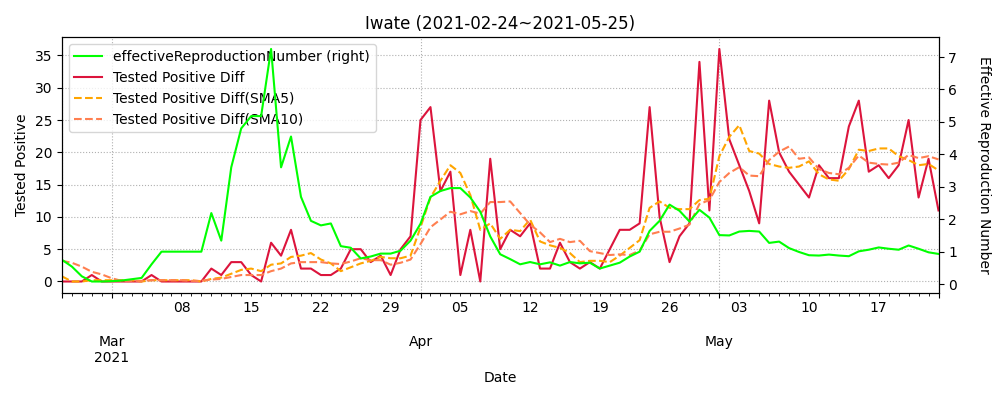 Iwate (2021-02-24~2021-05-25)
effectiveReproductionNumber (right)
Tested Positive Diff
Tested Positive Diff(SMA5)
Tested Positive Diff(SMA10)
Tested Positive
35
30
25
20
15
10
5
0
Effective Reproduction Number
7
6
5
4
3
2
1
0
08 15 22 29 05 12 19 26 03 10 17
Mar Apr May
2021
Date